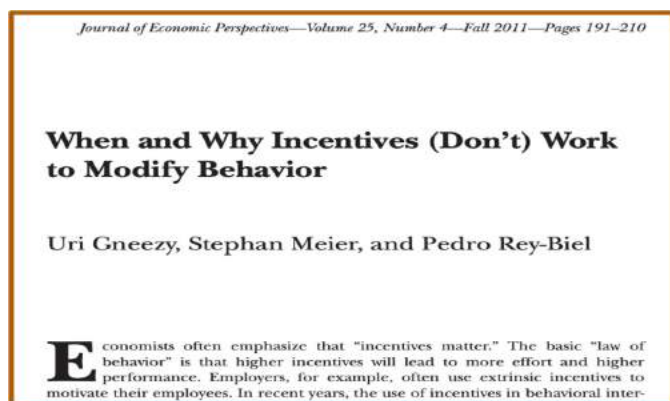 Journal of Economic Perspectives—Volume 25, Number 4—Fall 2011—Pages 191–210
When and Why Incentives (Don't) Work
to Modify Behavior
Uri Gneezy, Stephan Meier, and Pedro Rey-Biel
Economists often emphasize that “incentives matter.” The basic “law of
behavior” is that higher incentives will lead to more effort and higher
performance. Employers, for example, often use extrinsic incentives to
motivate their employees. In recent years, the use of incentives in behavioral inter-